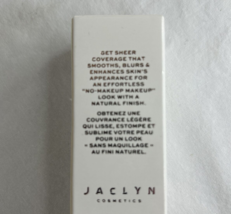 GET SHEER
COVERAGE THAT
SMOOTHS, BLURS &
ENHANCES SKIN'S
APPEARANCE FOR
AN EFFORTLESS
"NO-MAKEUP MAKEUP"
LOOK WITH A
NATURAL FINISH.
OBTENEZ UNE
COUVRANCE LÉGÈRE
QUI LISSE, ESTOMPE ET
SUBLIME VOTRE PEAU
POUR UN LOOK
« SANS MAQUILLAGE »
AU FINI NATUREL.
JACLYN
COSMETICS